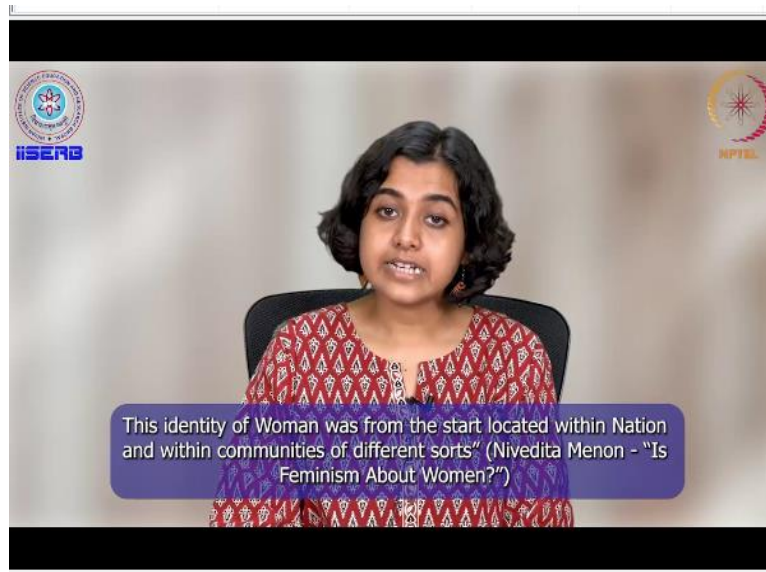 IISERB
NPTEL
This identity of Woman was from the start located within Nation
and within communities of different sorts” (Nivedita Menon - “Is
Feminism About Women?”)